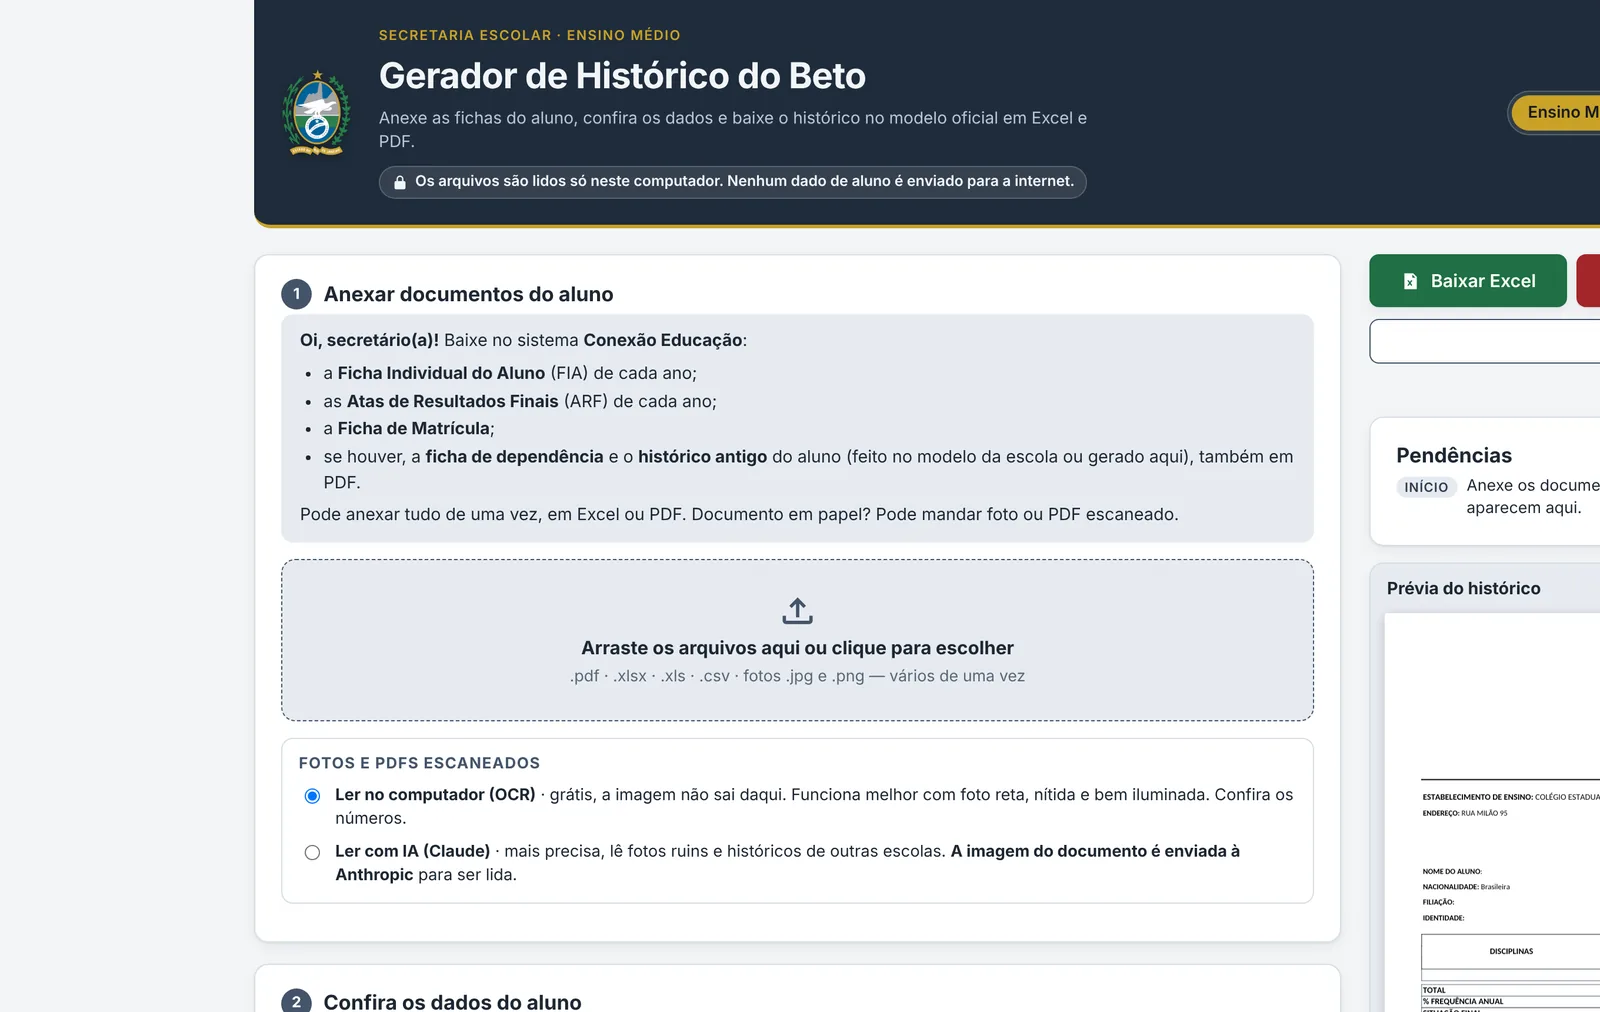 SECRETARIA ESCOLAR · ENSINO MÉDIO
Gerador de Histórico do Beto
Anexe as fichas do aluno, confira os dados e baixe o histórico no modelo oficial em Excel e
PDF.
Os arquivos são lidos só neste computador. Nenhum dado de aluno é enviado para a internet.
Ensino M
1 Anexar documentos do aluno
Oi, secretário(a)! Baixe no sistema Conexão Educação:
• a Ficha Individual do Aluno (FIA) de cada ano;
• as Atas de Resultados Finais (ARF) de cada ano;
• a Ficha de Matrícula;
• se houver, a ficha de dependência e o histórico antigo do aluno (feito no modelo da escola ou gerado aqui), também em
PDF.
Pode anexar tudo de uma vez, em Excel ou PDF. Documento em papel? Pode mandar foto ou PDF escaneado.
Arraste os arquivos aqui ou clique para escolher
.pdf · .xlsx · .xls · .csv · fotos .jpg e .png — vários de uma vez
FOTOS E PDFS ESCANEADOS
Ler no computador (OCR) · grátis, a imagem não sai daqui. Funciona melhor com foto reta, nítida e bem iluminada. Confira os
números.
Ler com IA (Claude) · mais precisa, lê fotos ruins e históricos de outras escolas. A imagem do documento é enviada à
Anthropic para ser lida.
2 Confira os dados do aluno
Baixar Excel
Pendências
INÍCIO Anexe os docume
aparecem aqui.
Prévia do histórico
ESTABELECIMENTO DE ENSINO: COLÉGIO ESTADUA
ENDEREÇO: RUA MILÃO 95
NOME DO ALUNO:
NACIONALIDADE: Brasileira
FILIAÇÃO:
IDENTIDADE:
DISCIPLINAS
TOTAL
% FREQUÊNCIA ANUAL